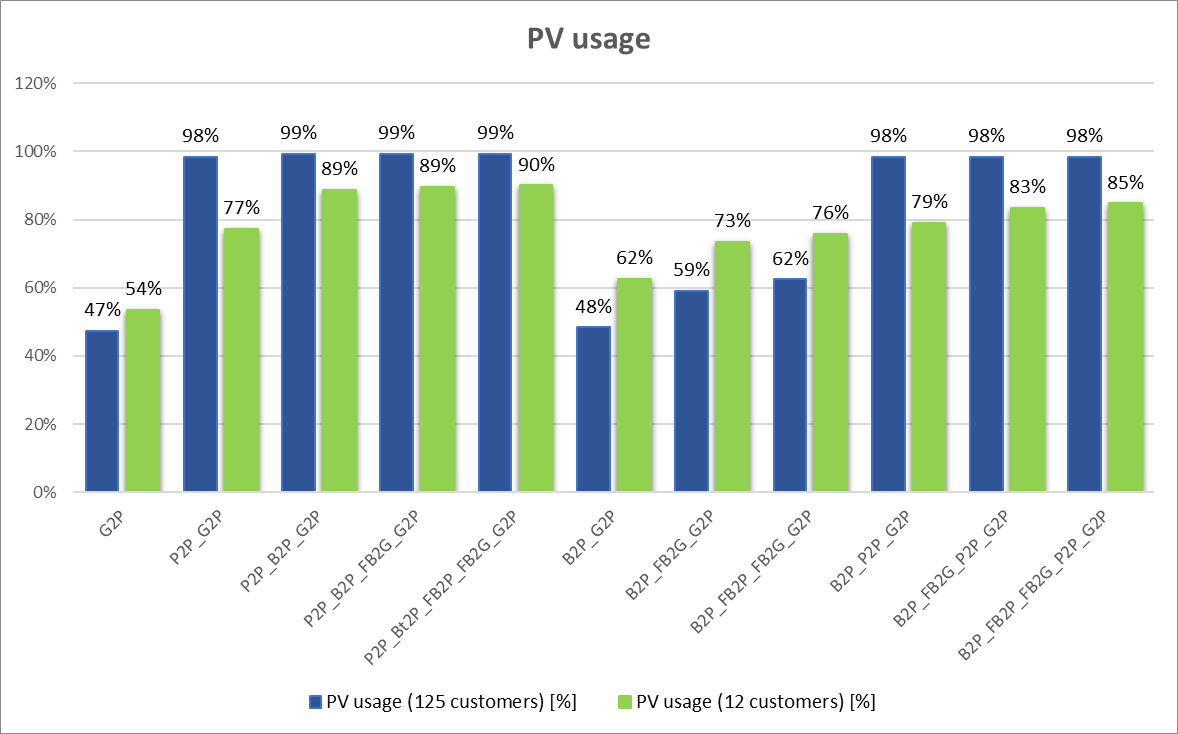 PV usage
120%
100%
80%
60%
40%
20%
0%
47%
54%
98%
77%
99%
89%
99%
89%
99%
90%
48%
62%
59%
73%
62%
76%
98%
79%
98%
83%
98%
85%
G2P
P2P_G2P
P2P_B2P_G2P
P2P_B2P_FB2G_G2P
P2P_Bt2P_FB2P_FB2G_G2P
B2P_G2P
B2P_FB2G_G2P
B2P_FB2P_FB2G_G2P
B2P_P2P_G2P
B2P_FB2G_P2P_G2P
B2P_FB2P_FB2G_P2P_G2P
PV usage (125 customers) [%]
PV usage (12 customers) [%]